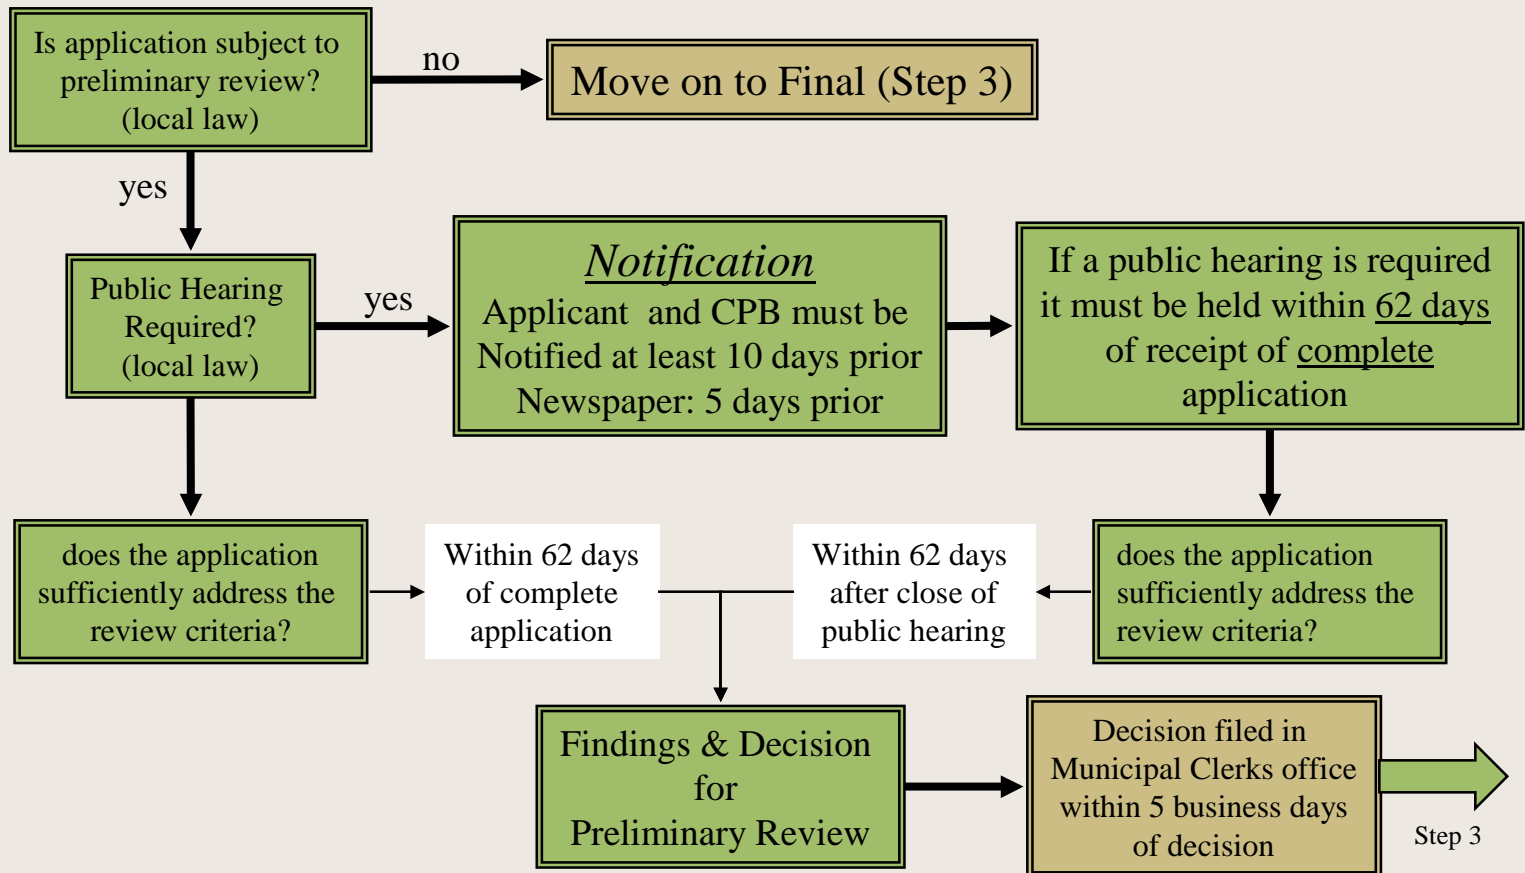 Is application subject to
preliminary review?
(local law)
no
Move on to Final (Step 3)
yes
Public Hearing
Required?
(local law)
yes
Notification
Applicant and CPB must be
Notified at least 10 days prior
Newspaper: 5 days prior
If a public hearing is required
it must be held within 62 days
of receipt of complete
application
does the application
sufficiently address the
review criteria?
Within 62 days
of complete
application
Within 62 days
after close of
public hearing
does the application
sufficiently address the
review criteria?
Findings & Decision
for
Preliminary Review
Decision filed in
Municipal Clerks office
within 5 business days
of decision
Step 3